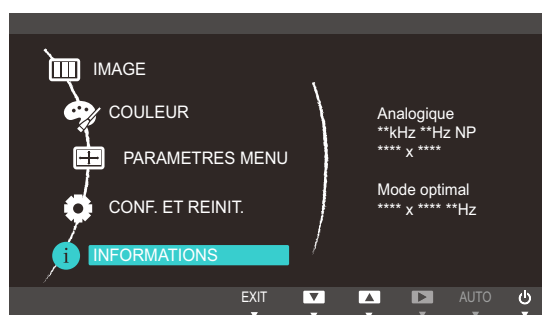 IMAGE
COULEUR
PARAMETRES MENU
CONF. ET REINIT.
i INFORMATIONS
Analogique
**kHz **Hz NP
**** x ****
Mode optimal
**** x **** **Hz
EXIT AUTO